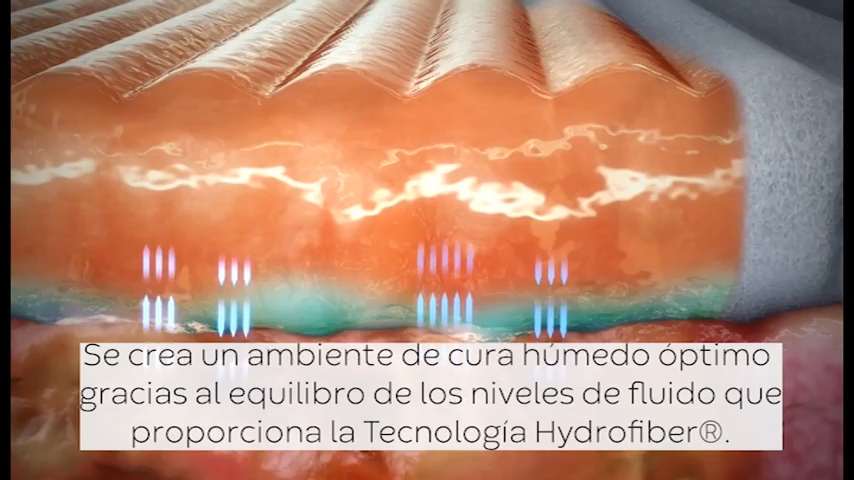 Se crea un ambiente de cura húmedo óptimo
gracias al equilibro de los niveles de fluido que
proporciona la Tecnología Hydrofiber®.